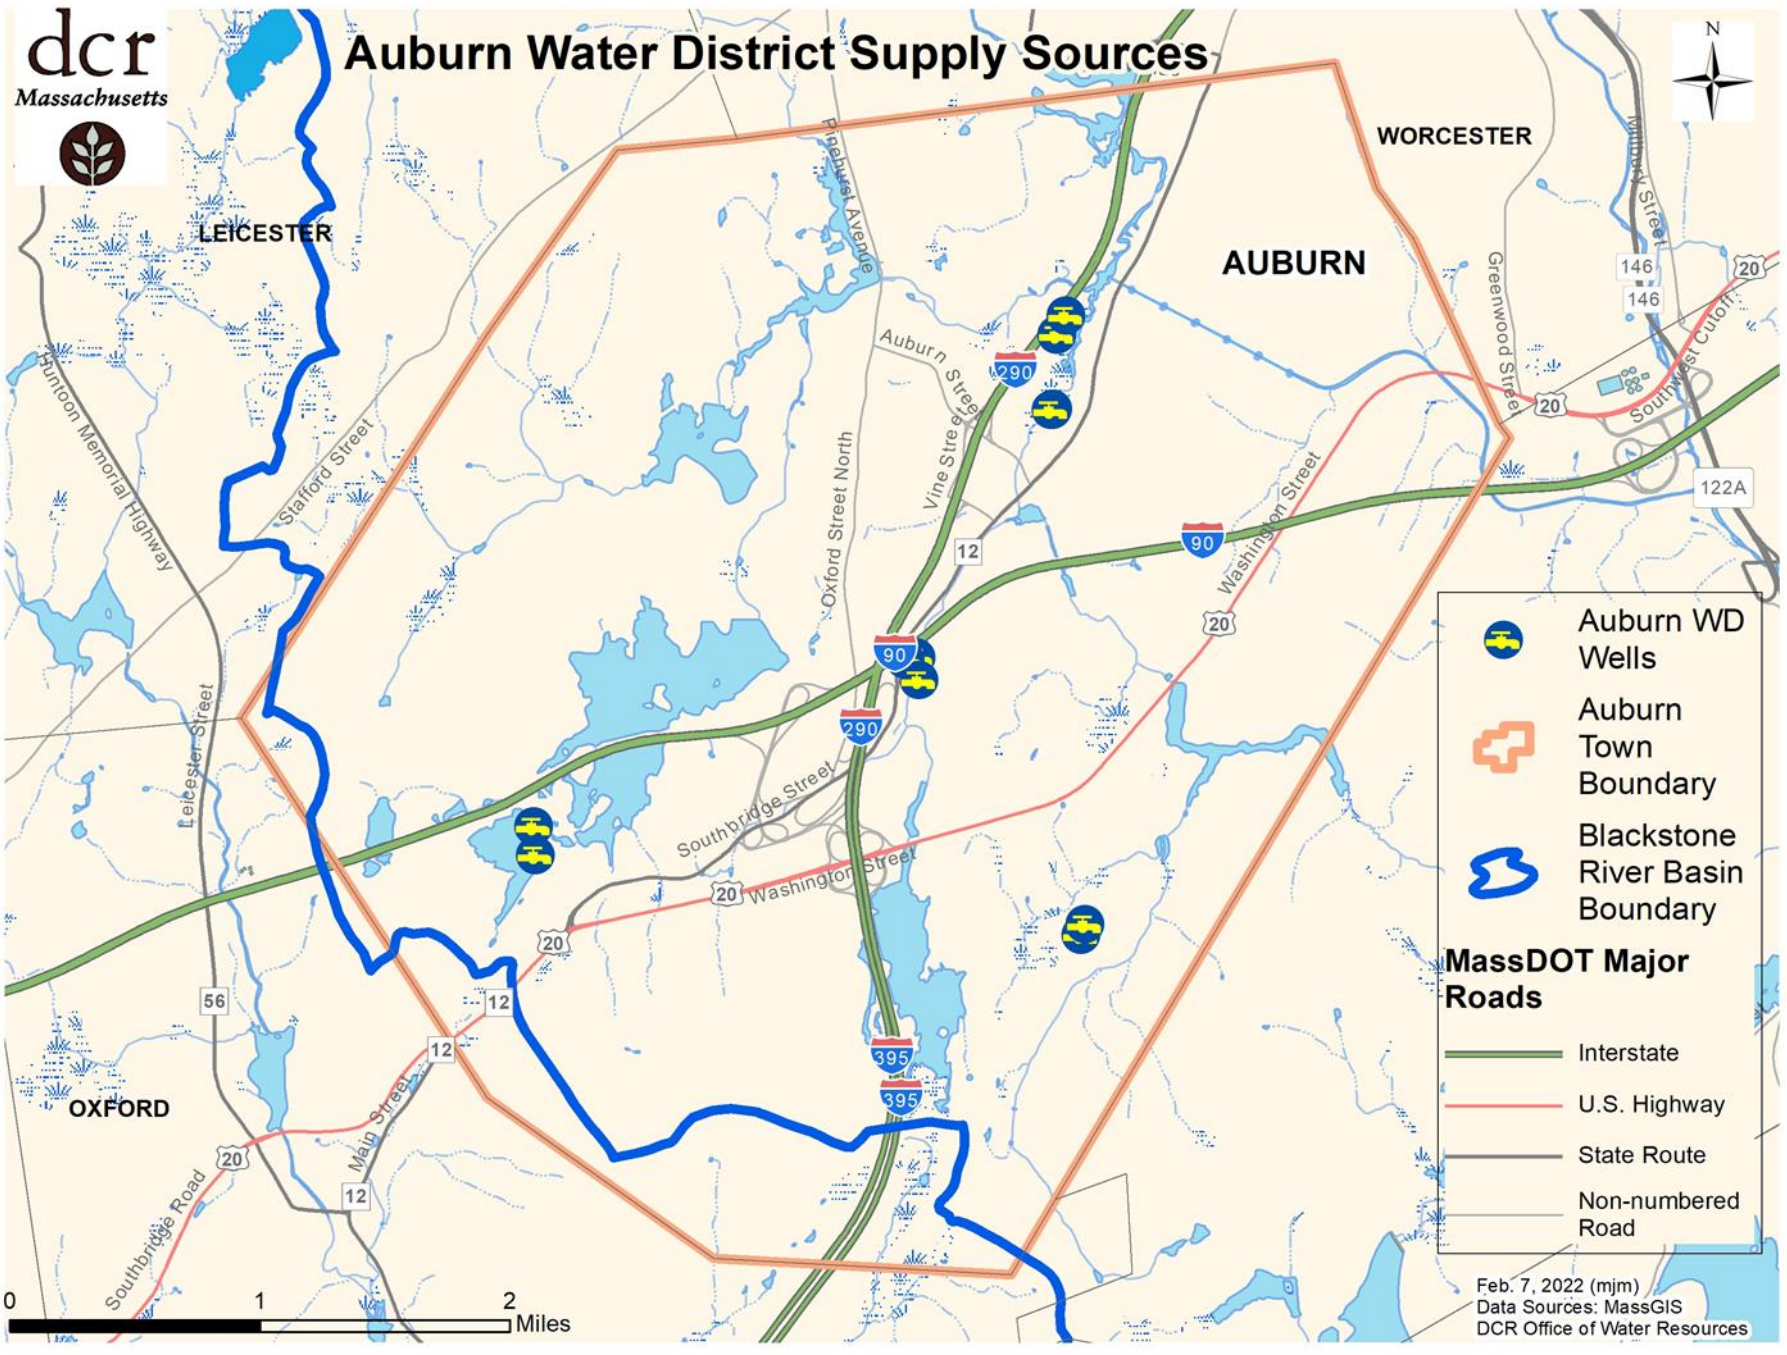 dcr
Massachusetts
Auburn Water District Supply Sources
N
WORCESTER
LEICESTER
AUBURN
OXFORD
Pinehurst Avenue
Millbury Street
146
146
20
Greenwood Street
Southwest Cutoff
20
122A
Huntoon Memorial Highway
Stafford Street
Auburn Street
290
Vine Street
Oxford Street North
12
90
Washington Street
20
90
290
Leicester Street
Southbridge Street
Washington Street
20
20
12
12
56
395
395
Main Street
20
12
Southbridge Road
Auburn WD
Wells
Auburn
Town
Boundary
Blackstone
River Basin
Boundary
MassDOT Major
Roads
Interstate
U.S. Highway
State Route
Non-numbered
Road
0 1 2
Miles
Feb. 7, 2022 (mjm)
Data Sources: MassGIS
DCR Office of Water Resources